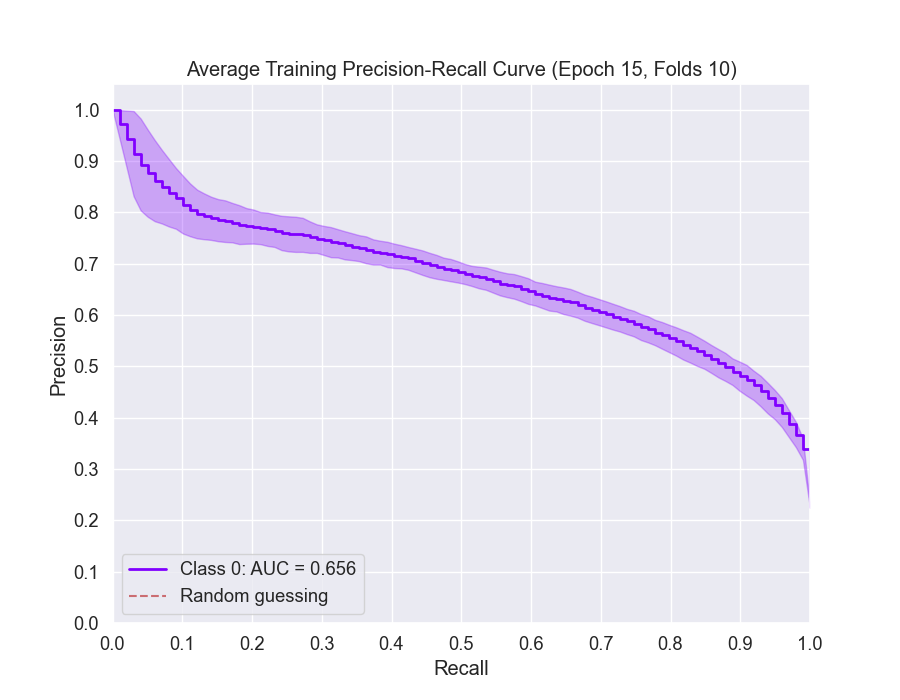 Average Training Precision-Recall Curve (Epoch 15, Folds 10)
1.0
0.9
0.8
0.7
0.6
0.5
0.4
0.3
0.2
0.1
0.0
Precision
Class 0: AUC = 0.656
Random guessing
0.0 0.1 0.2 0.3 0.4 0.5 0.6 0.7 0.8 0.9 1.0
Recall